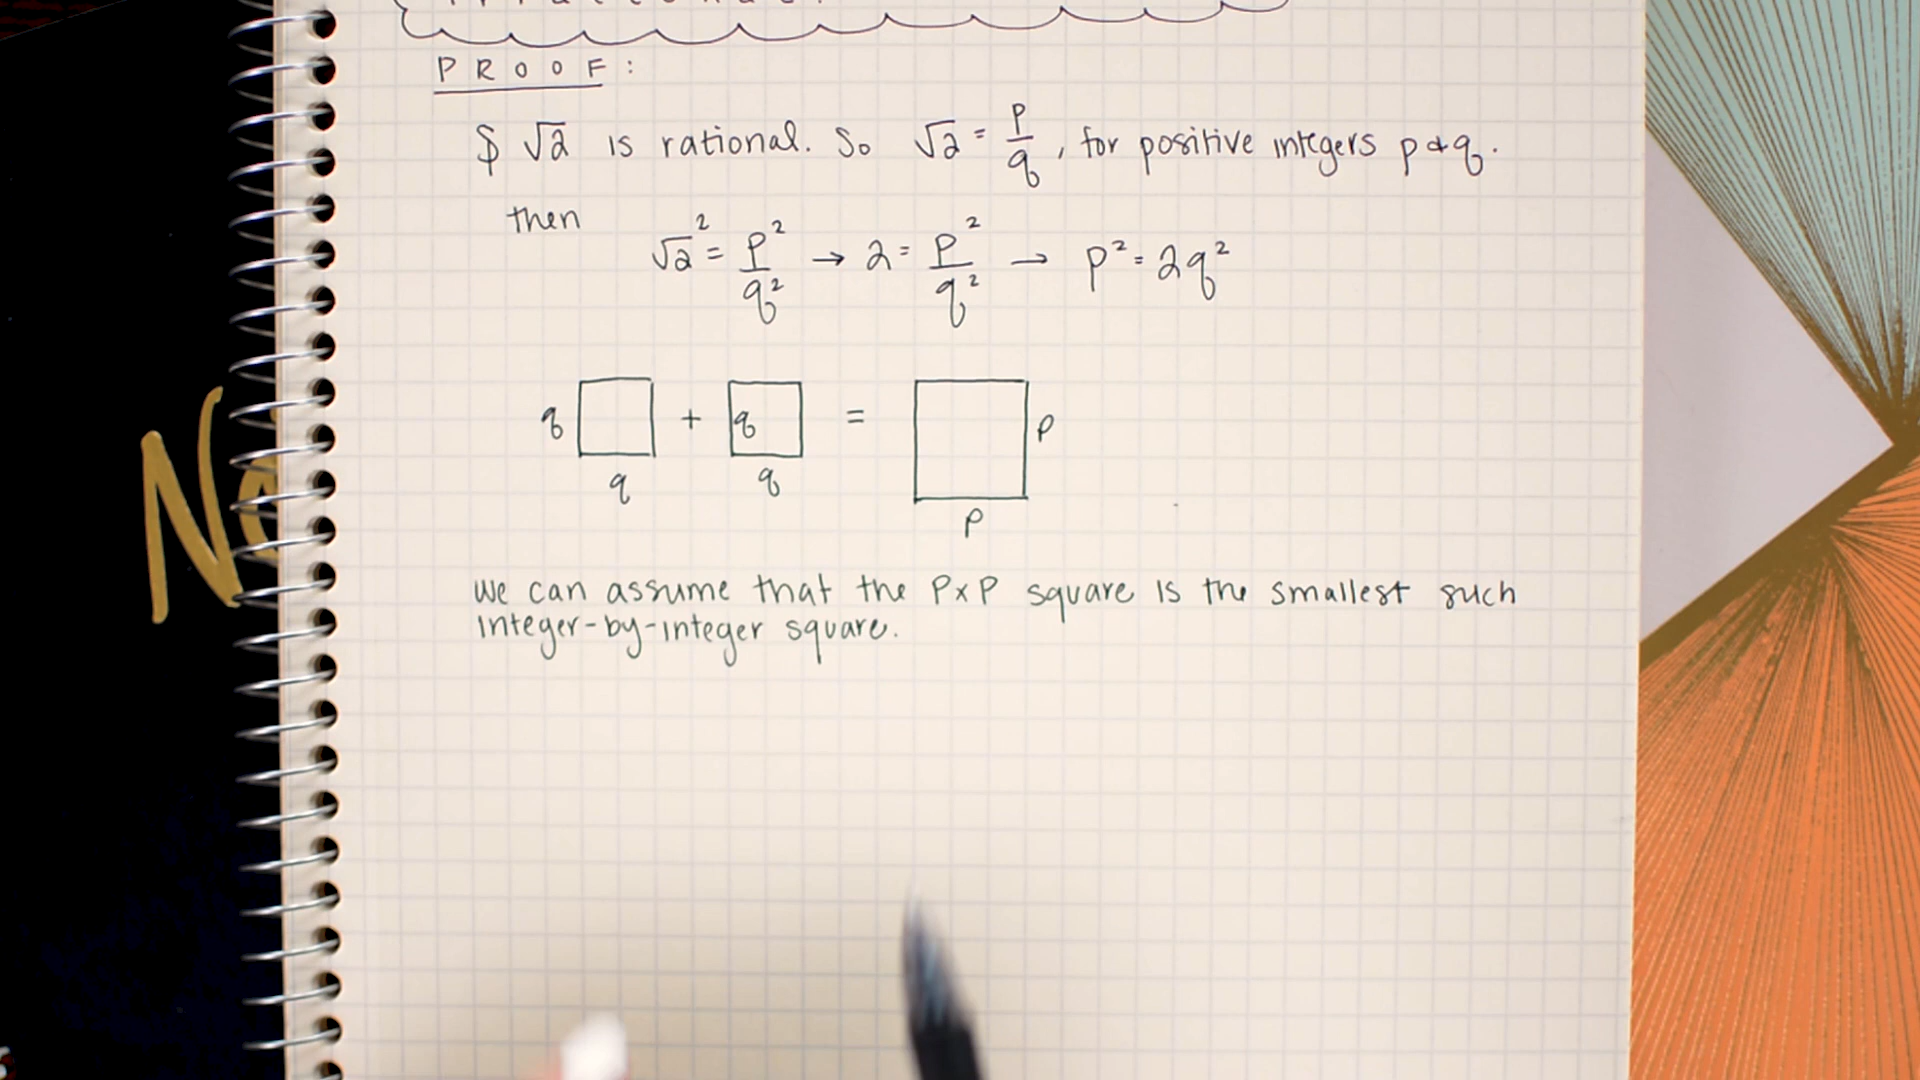 PROOF:
$ √2 is rational. So √2 = p/q, for positive integers p & q.
then
√2² = p²/q² → 2 = p²/q² → p² = 2q²
q + q = p
q q p
we can assume that the P×P square is the smallest such
integer-by-integer square.